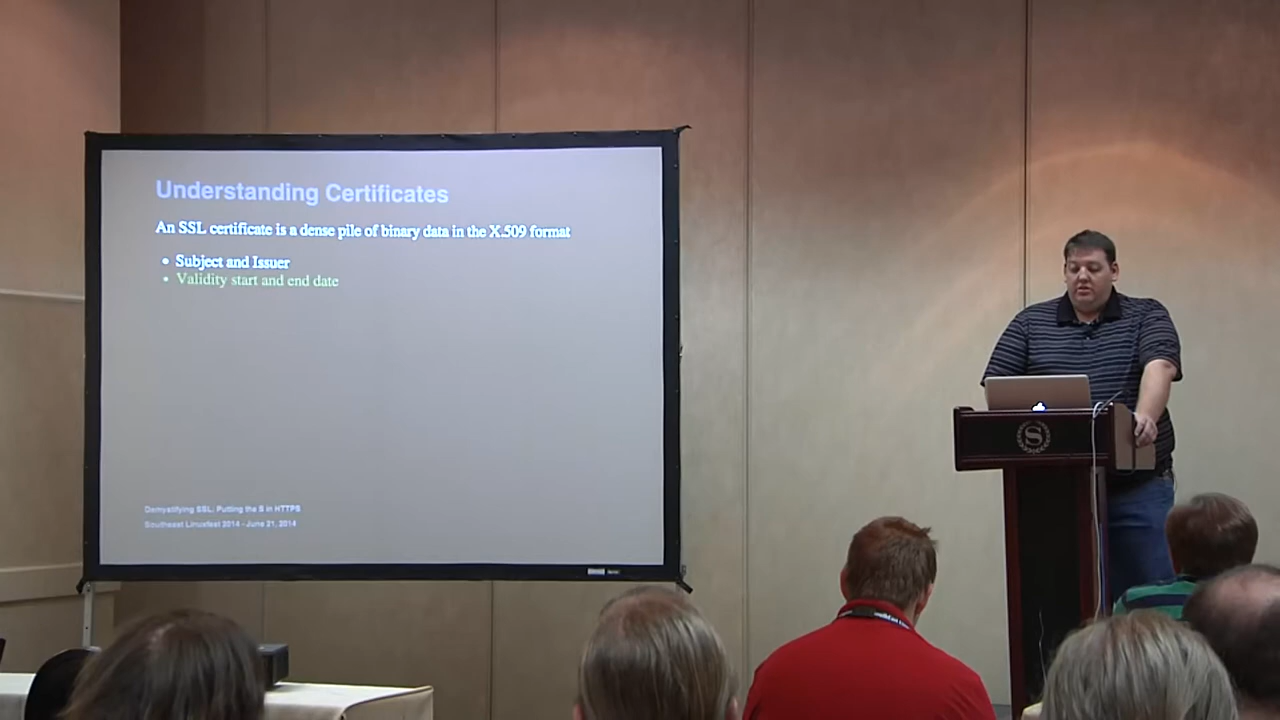 Understanding Certificates
An SSL certificate is a dense pile of binary data in the X.509 format
• Subject and Issuer
• Validity start and end date
Demystifying SSL: Putting the S in HTTPS
Southeast Linuxfest 2014 - June 21, 2014
S